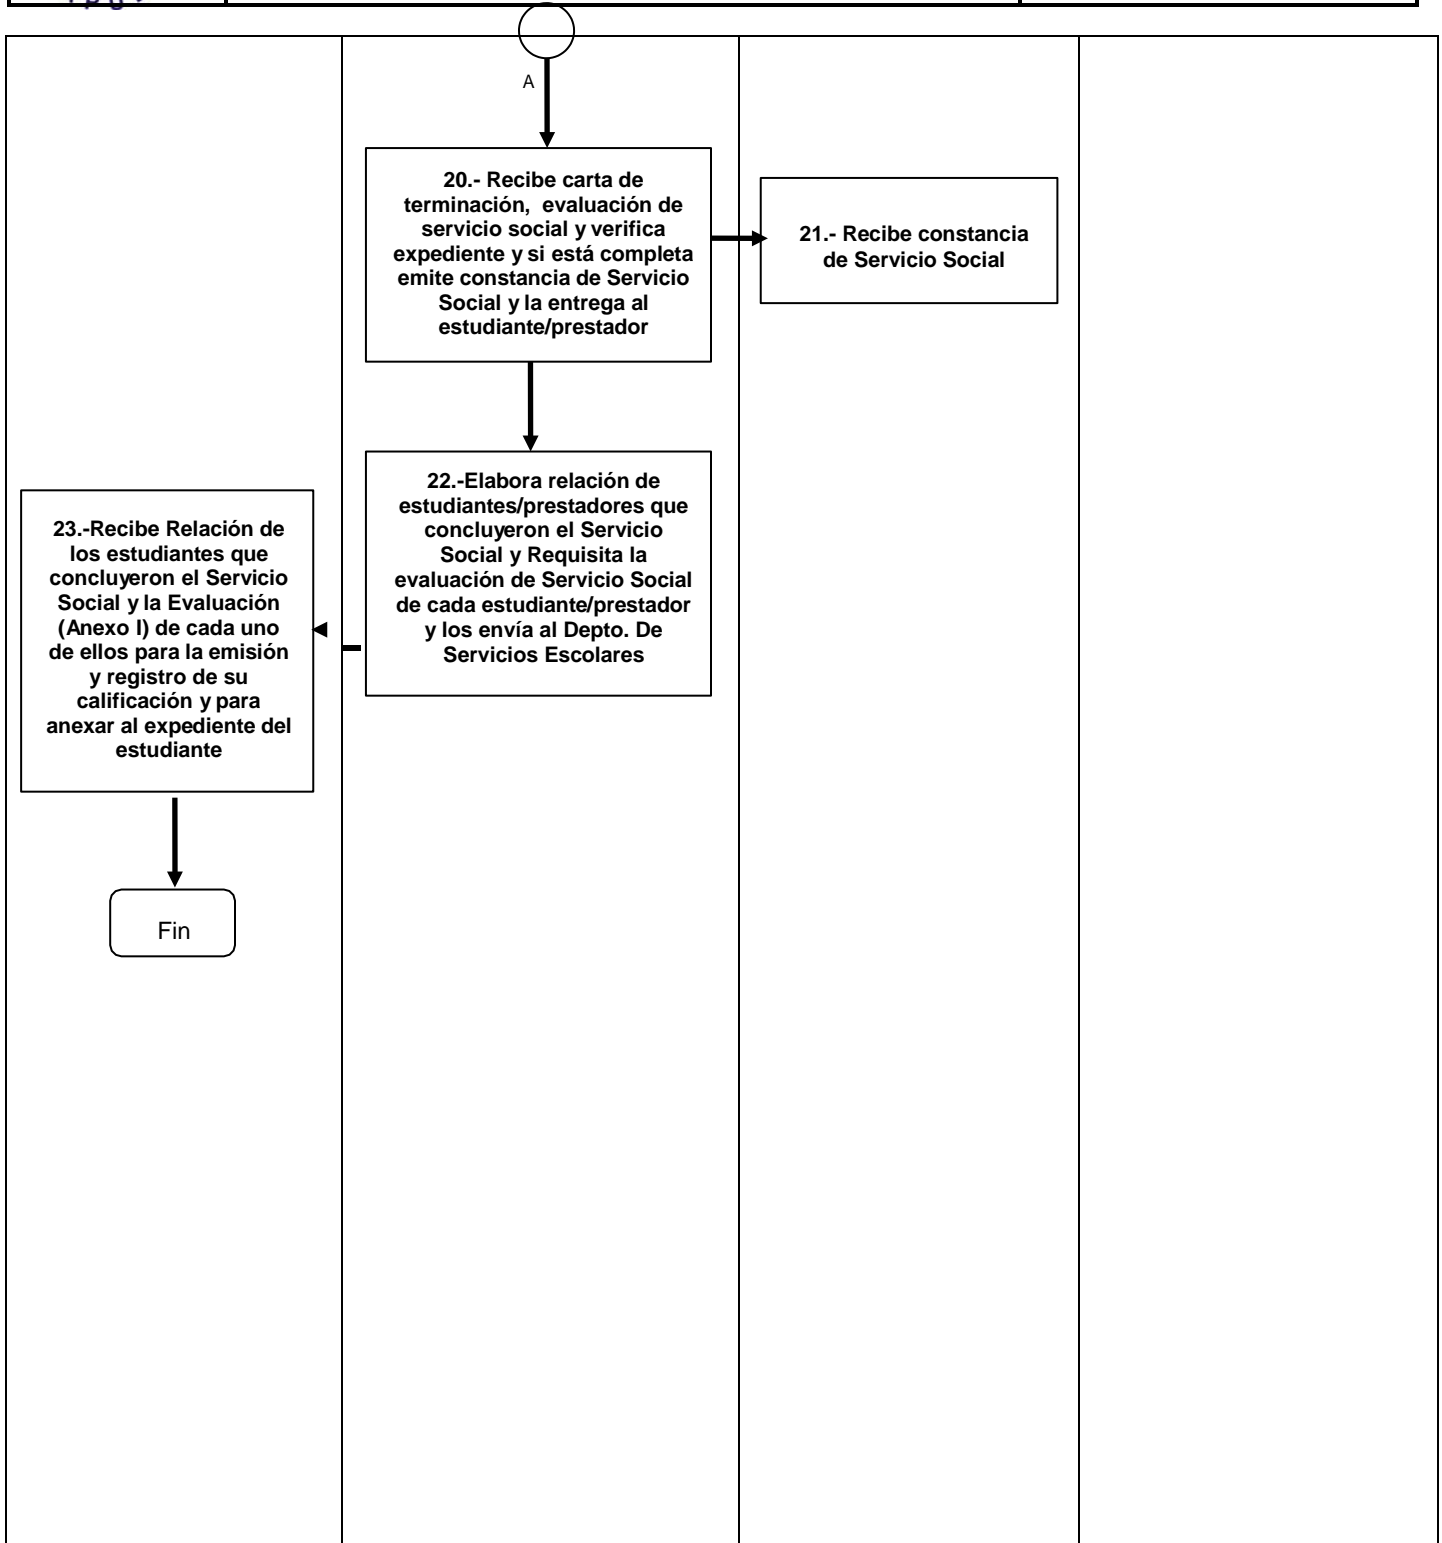 A
20.- Recibe carta de
terminación, evaluación de
servicio social y verifica
expediente y si está completa
emite constancia de Servicio
Social y la entrega al
estudiante/prestador
21.- Recibe constancia
de Servicio Social
22.-Elabora relación de
estudiantes/prestadores que
concluyeron el Servicio
Social y Requisita la
evaluación de Servicio Social
de cada estudiante/prestador
y los envía al Depto. De
Servicios Escolares
23.-Recibe Relación de
los estudiantes que
concluyeron el Servicio
Social y la Evaluación
(Anexo I) de cada uno
de ellos para la emisión
y registro de su
calificación y para
anexar al expediente del
estudiante
Fin